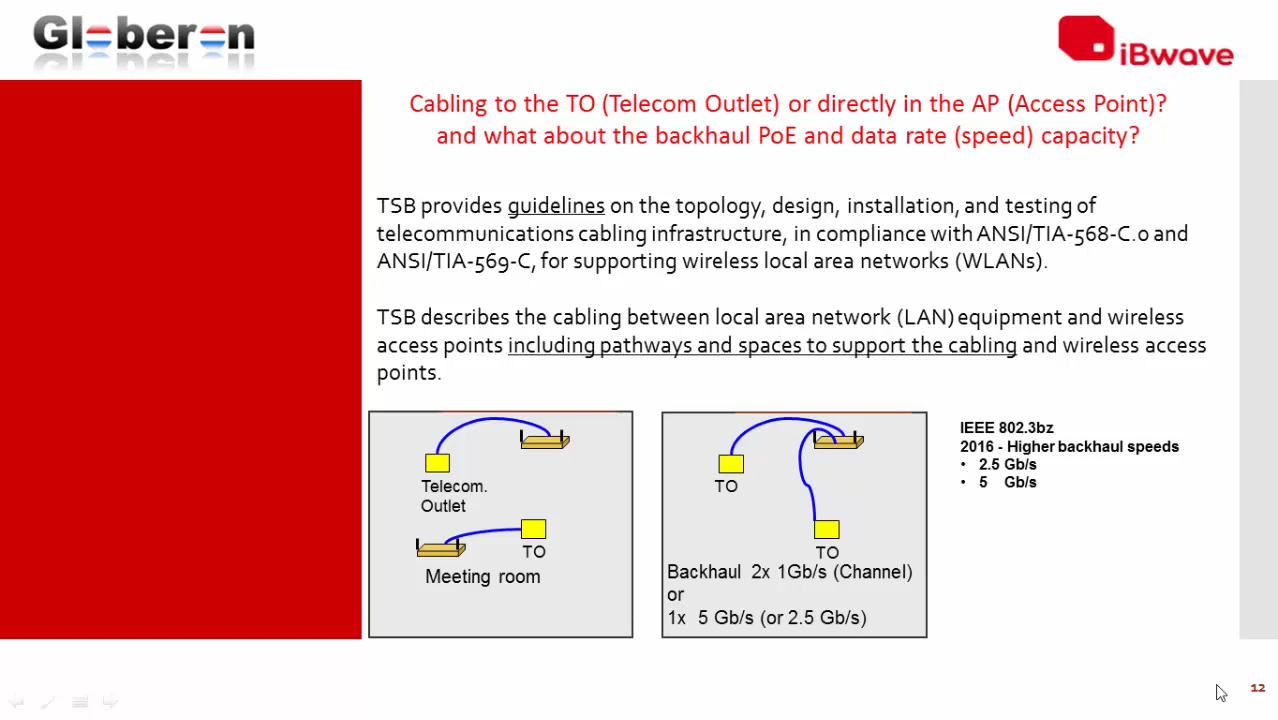 Globeron
iBwave
Cabling to the TO (Telecom Outlet) or directly in the AP (Access Point)?
and what about the backhaul PoE and data rate (speed) capacity?
TSB provides guidelines on the topology, design, installation, and testing of
telecommunications cabling infrastructure, in compliance with ANSI/TIA-568-C.0 and
ANSI/TIA-569-C, for supporting wireless local area networks (WLANs).
TSB describes the cabling between local area network (LAN) equipment and wireless
access points including pathways and spaces to support the cabling and wireless access
points.
Telecom.
Outlet
TO
Meeting room
TO
TO
Backhaul 2x 1Gb/s (Channel)
or
1x 5 Gb/s (or 2.5 Gb/s)
IEEE 802.3bz
2016 - Higher backhaul speeds
• 2.5 Gb/s
• 5 Gb/s
12